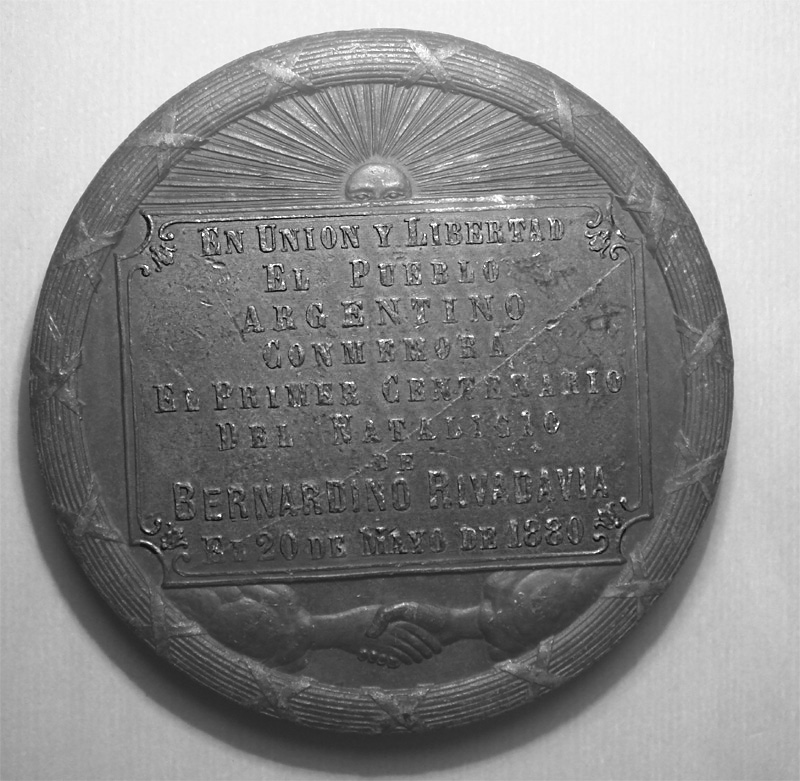 EN UNION Y LIBERTAD
EL PUEBLO
ARGENTINO
CONMEMORA
EL PRIMER CENTENARIO
DEL NATALICIO
DE
BERNARDINO RIVADAVIA
EL 20 DE MAYO DE 1880